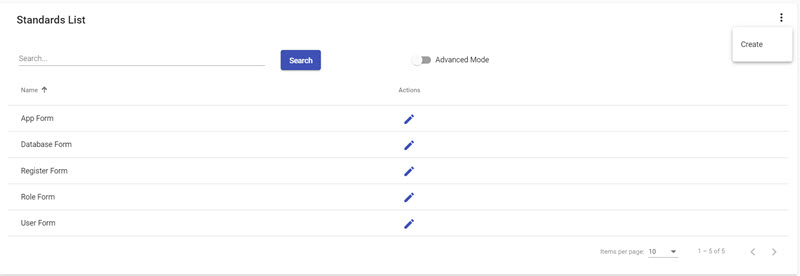 Standards List
Create
Search...
Search
Advanced Mode
Name
Actions
App Form
Database Form
Register Form
Role Form
User Form
Items per page: 10 1 – 5 of 5